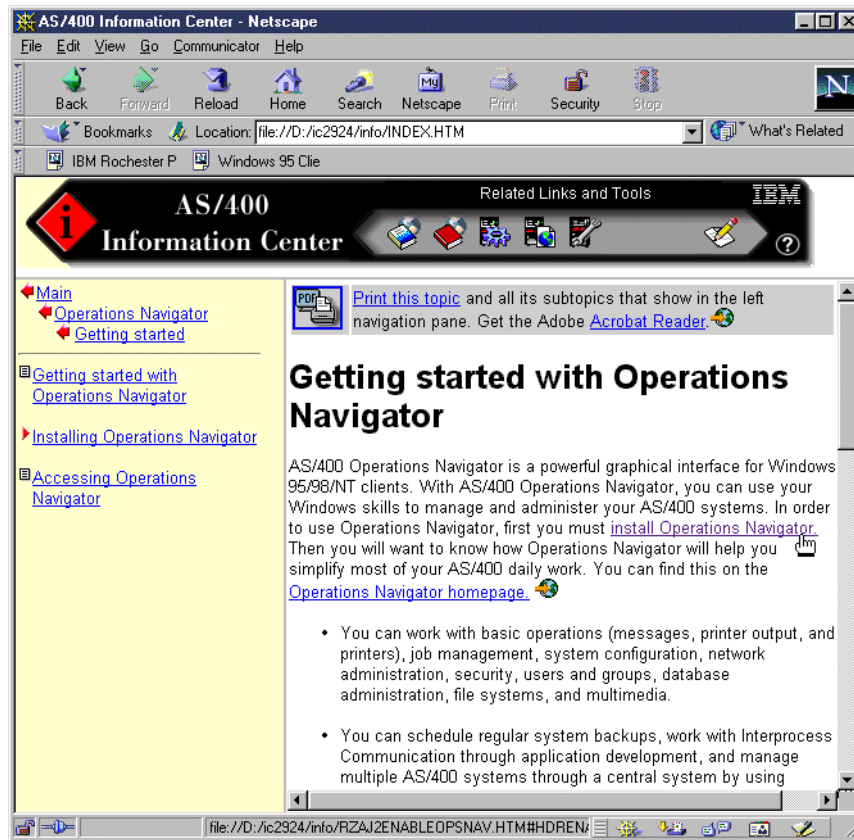 AS/400 Information Center - Netscape
File Edit View Go Communicator Help
Back Forward Reload Home Search Netscape Print Security Stop
My
N
Bookmarks Location: file://D:/ic2924/info/INDEX.HTM What's Related
IBM Rochester P Windows 95 Clie
i
AS/400
Information Center
Related Links and Tools
IBM
?
Main
Operations Navigator
Getting started
Getting started with
Operations Navigator
Installing Operations Navigator
Accessing Operations
Navigator
PDF
Print this topic and all its subtopics that show in the left
navigation pane. Get the Adobe Acrobat Reader.
Getting started with Operations
Navigator
AS/400 Operations Navigator is a powerful graphical interface for Windows
95/98/NT clients. With AS/400 Operations Navigator, you can use your
Windows skills to manage and administer your AS/400 systems. In order
to use Operations Navigator, first you must install Operations Navigator.
Then you will want to know how Operations Navigator will help you
simplify most of your AS/400 daily work. You can find this on the
Operations Navigator homepage.
• You can work with basic operations (messages, printer output, and
printers), job management, system configuration, network
administration, security, users and groups, database
administration, file systems, and multimedia.
• You can schedule regular system backups, work with Interprocess
Communication through application development, and manage
multiple AS/400 systems through a central system by using
file://D:/ic2924/info/RZAJ2ENABLEOPSNAV.HTM#HDREN